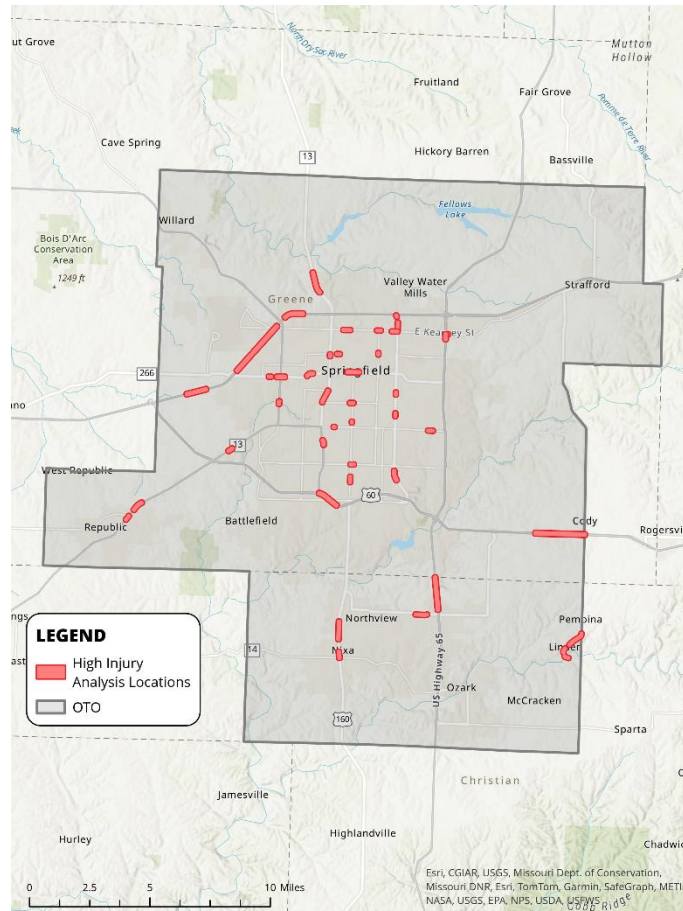 ut Grove
North Dry Sac River
Mutton
Hollow
Fruitland
Fair Grove
Pomme de Terre River
Cave Spring
Hickory Barren
13
Bassville
Willard
Fellows
Lake
Bois D'Arc
Conservation
Area
1249 ft
Greene
Valley Water
Mills
Strafford
E Kearney St
266
Springfield
ano
13
West Republic
60
Republic
Battlefield
Cody
Rogersv
ngs
Northview
Pembina
14
Nixa
Linden
US Highway 65
Ozark
McCracken
160
Sparta
Christian
Jamesville
Hurley
Highlandville
Chadwi
LEGEND
High Injury
Analysis Locations
OTO
0 2.5 5 10 Miles
Esri, CGIAR, USGS, Missouri Dept. of Conservation,
Missouri DNR, Esri, TomTom, Garmin, SafeGraph, METI
NASA, USGS, EPA, NPS, USDA, USFWS
Cobb Ridge